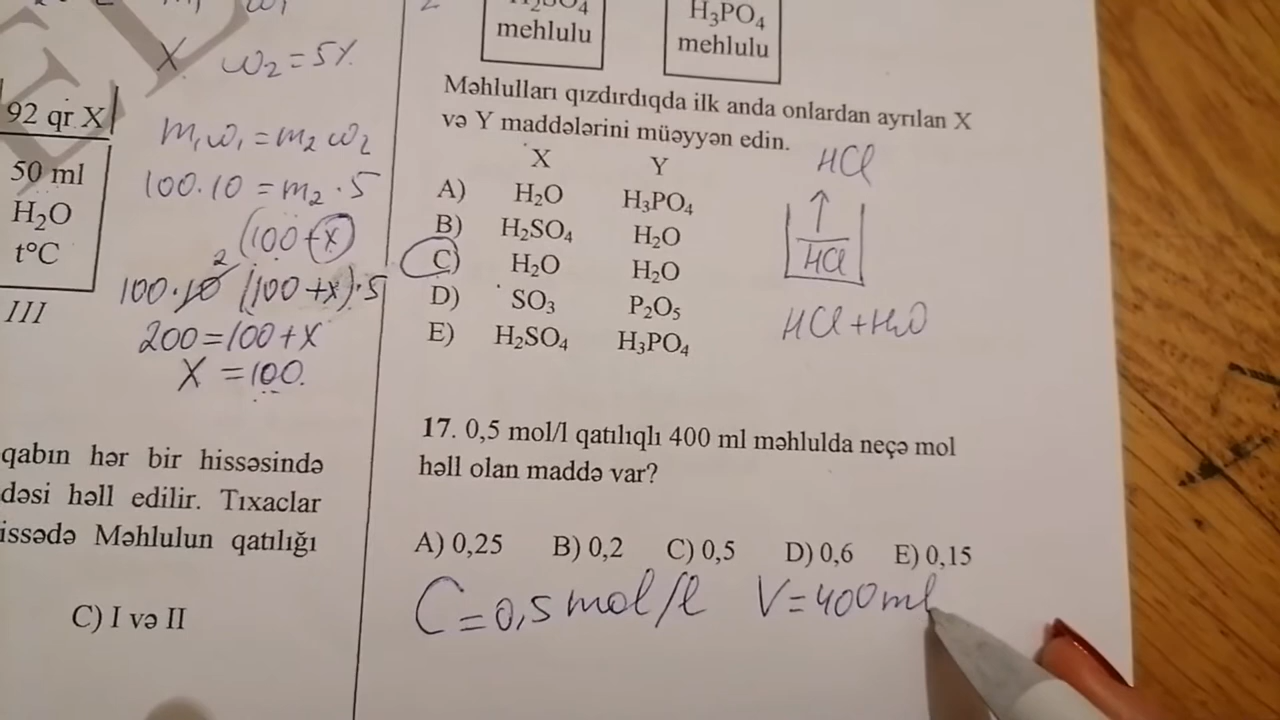 X ω₂=5%
92 qr X
m₁ω₁=m₂ω₂
100·10=m₂·5
(100+x)
2
100·10 (100+x)·5
200=100+X
X=100.
50 ml
H₂O
t°C
III
qabın hər bir hissəsində
dəsi həll edilir. Tıxaclar
issədə Məhlulun qatılığı
C) I və II
H₂SO₄
mehlulu
H₃PO₄
mehlulu
Məhlulları qızdırdıqda ilk anda onlardan ayrılan X
və Y maddələrini müəyyən edin.
X Y
A) H₂O H₃PO₄
B) H₂SO₄ H₂O
C) H₂O H₂O
D) SO₃ P₂O₅
E) H₂SO₄ H₃PO₄
HCl
HCl
HCl+H₂O
17. 0,5 mol/l qatılıqlı 400 ml məhlulda neçə mol
həll olan maddə var?
A) 0,25 B) 0,2 C) 0,5 D) 0,6 E) 0,15
C=0,5 mol/l V=400ml